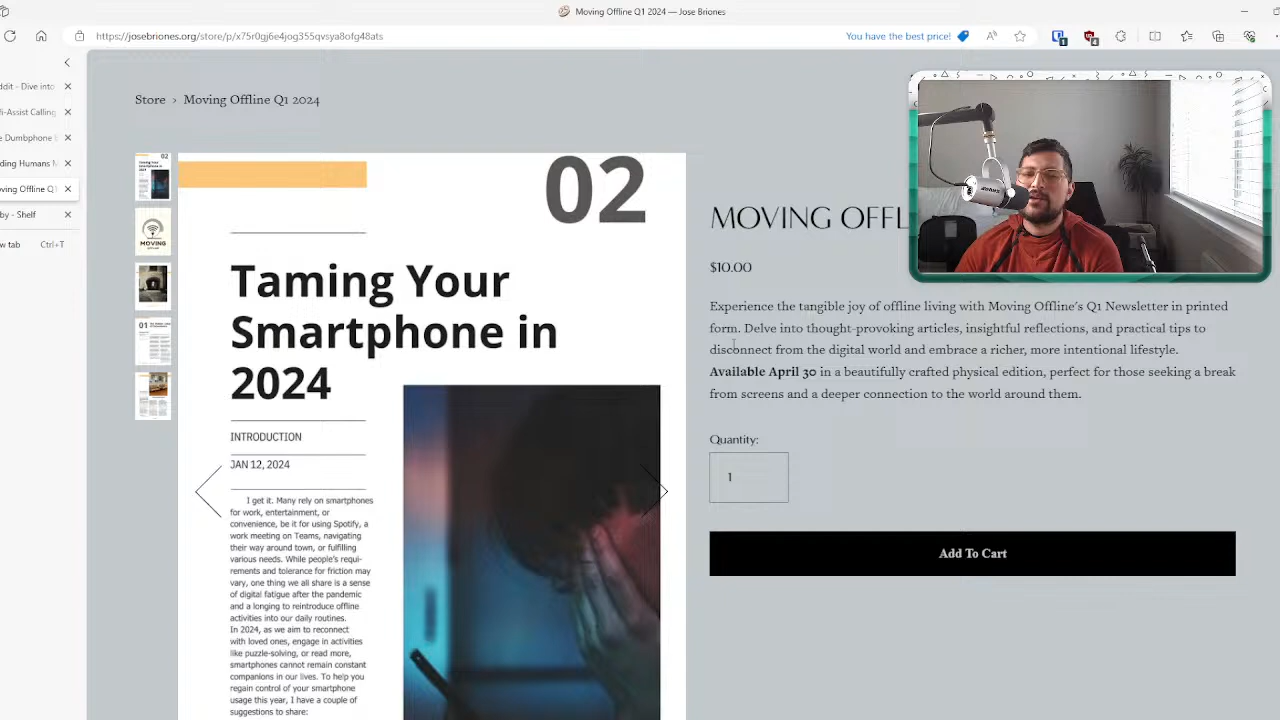 Moving Offline Q1 2024 — Jose Briones
https://josebriones.org/store/p/x75r0gj6e4jog355qvsya8ofg48ats
You have the best price!
Store › Moving Offline Q1 2024
ddit - Dive into
-Assist Calling
e Dumbphone
ding Humans M
oving Offline Q1
by - Shelf
w tab Ctrl+T
02
Taming Your
Smartphone in
2024
INTRODUCTION
JAN 12, 2024
I get it. Many rely on smartphones
for work, entertainment, or
convenience, be it for using Spotify, a
work meeting on Teams, navigating
their way around town, or fulfilling
various needs. While people's requi-
rements and tolerance for friction may
vary, one thing we all share is a sense
of digital fatigue after the pandemic
and a longing to reintroduce offline
activities into our daily routines.
In 2024, as we aim to reconnect
with loved ones, engage in activities
like puzzle-solving, or read more,
smartphones cannot remain constant
companions in our lives. To help you
regain control of your smartphone
usage this year, I have a couple of
suggestions to share:
MOVING OFFL
$10.00
Experience the tangible joy of offline living with Moving Offline's Q1 Newsletter in printed
form. Delve into thought-provoking articles, insightful reflections, and practical tips to
disconnect from the digital world and embrace a richer, more intentional lifestyle.
Available April 30 in a beautifully crafted physical edition, perfect for those seeking a break
from screens and a deeper connection to the world around them.
Quantity:
1
Add To Cart